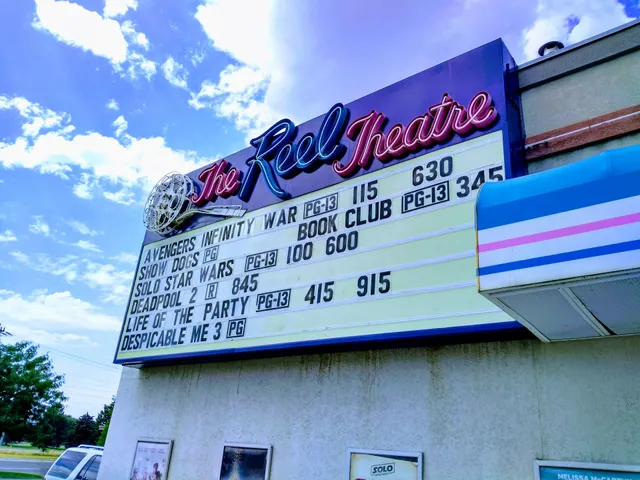 The Reel Theatre
AVENGERS INFINITY WAR PG-13 115 630
SHOW DOGS PG BOOK CLUB PG-13 345
SOLO STAR WARS PG-13 100 600
DEADPOOL 2 R 845
LIFE OF THE PARTY PG-13 415 915
DESPICABLE ME 3 PG
SOLO
MELISSA McCARTHY